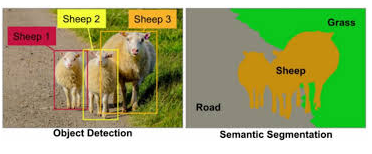 Sheep 1
Sheep 2
Sheep 3
Grass
Sheep
Road
Object Detection
Semantic Segmentation